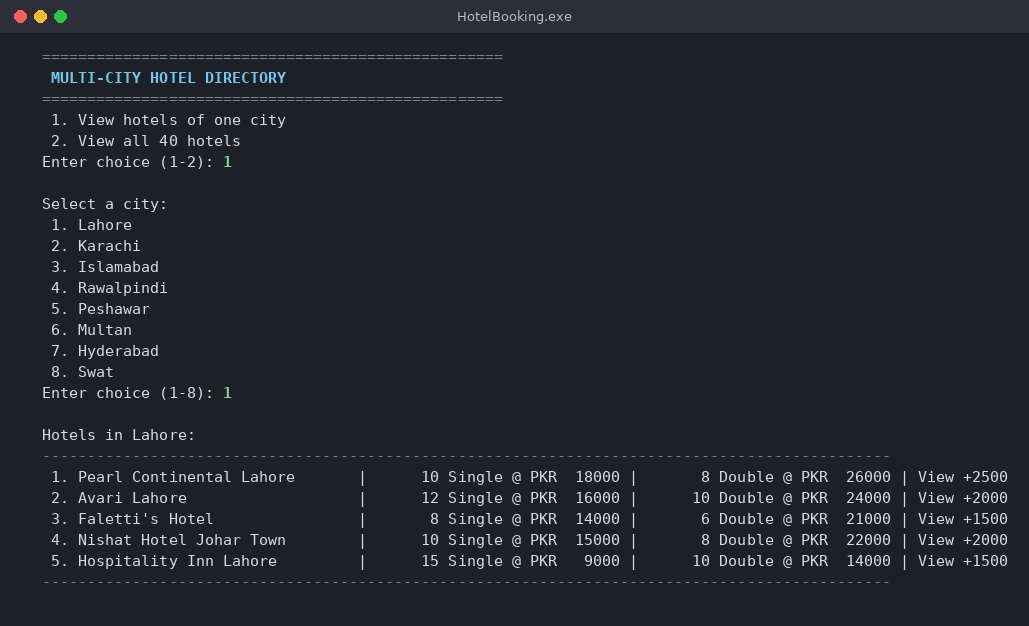 HotelBooking.exe
===================================================
 MULTI-CITY HOTEL DIRECTORY
===================================================
 1. View hotels of one city
 2. View all 40 hotels
Enter choice (1-2): 1
Select a city:
 1. Lahore
 2. Karachi
 3. Islamabad
 4. Rawalpindi
 5. Peshawar
 6. Multan
 7. Hyderabad
 8. Swat
Enter choice (1-8): 1
Hotels in Lahore:
----------------------------------------------------------------------------------------------
 1. Pearl Continental Lahore       |      10 Single @ PKR  18000 |       8 Double @ PKR  26000 | View +2500
 2. Avari Lahore                   |      12 Single @ PKR  16000 |      10 Double @ PKR  24000 | View +2000
 3. Faletti's Hotel                |       8 Single @ PKR  14000 |       6 Double @ PKR  21000 | View +1500
 4. Nishat Hotel Johar Town        |      10 Single @ PKR  15000 |       8 Double @ PKR  22000 | View +2000
 5. Hospitality Inn Lahore         |      15 Single @ PKR   9000 |      10 Double @ PKR  14000 | View +1500
----------------------------------------------------------------------------------------------